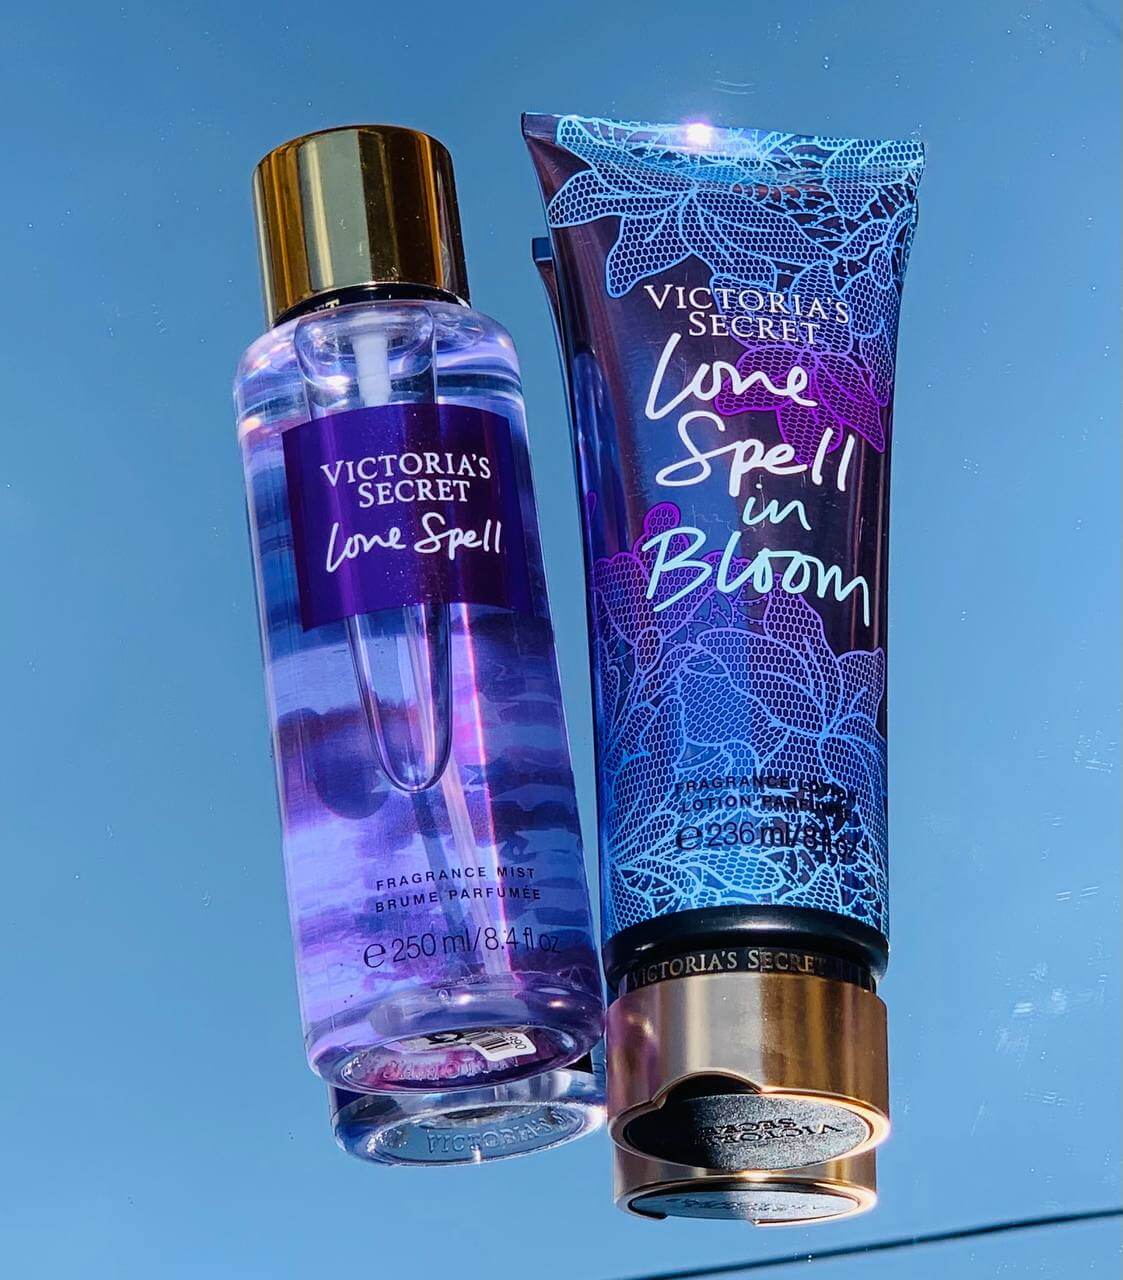 VICTORIA'S
SECRET
Love Spell
FRAGRANCE MIST
BRUME PARFUMÉE
e 250 ml/8.4 fl oz
VICTORIA'S
SECRET
Love
Spell
in
Bloom
FRAGRANCE LOTION
LOTION PARFUMÉE
e 236 ml/8 fl oz
VICTORIA'S SECRET